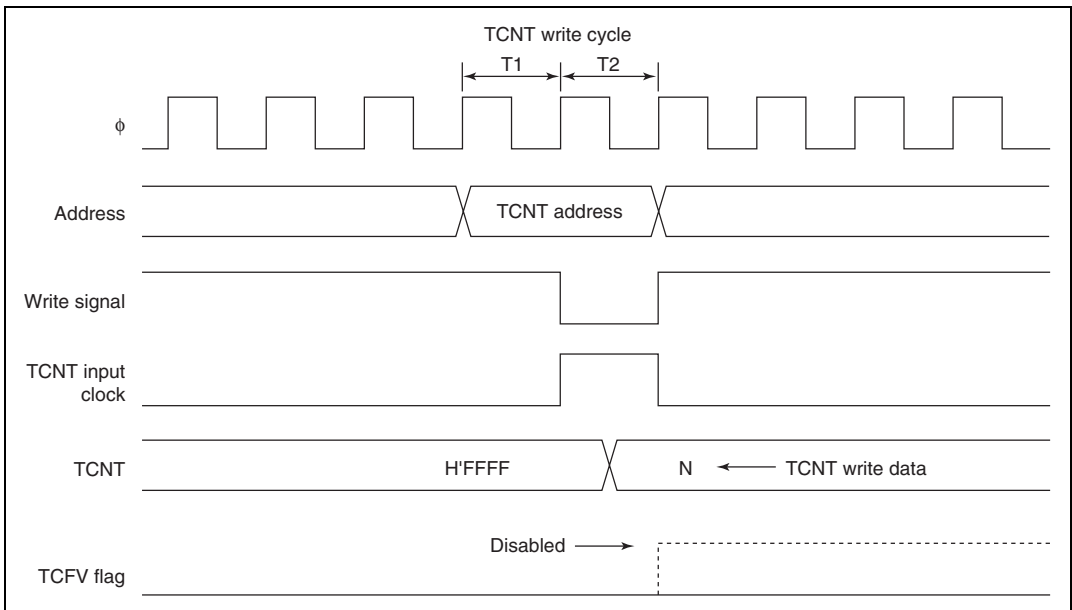 TCNT write cycle
T1
T2
ϕ
Address
TCNT address
Write signal
TCNT input
clock
TCNT
H'FFFF
N
TCNT write data
Disabled
TCFV flag